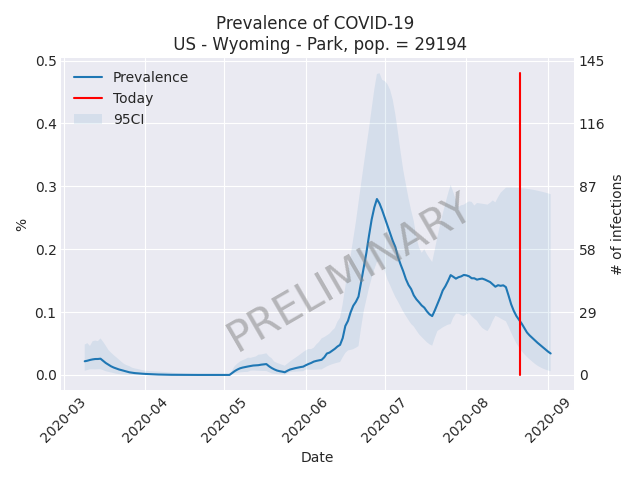 Prevalence of COVID-19
US - Wyoming - Park, pop. = 29194
Prevalence
Today
95CI
0.5
0.4
0.3
0.2
0.1
0.0
%
145
116
87
58
29
0
# of infections
PRELIMINARY
2020-03
2020-04
2020-05
2020-06
2020-07
2020-08
2020-09
Date